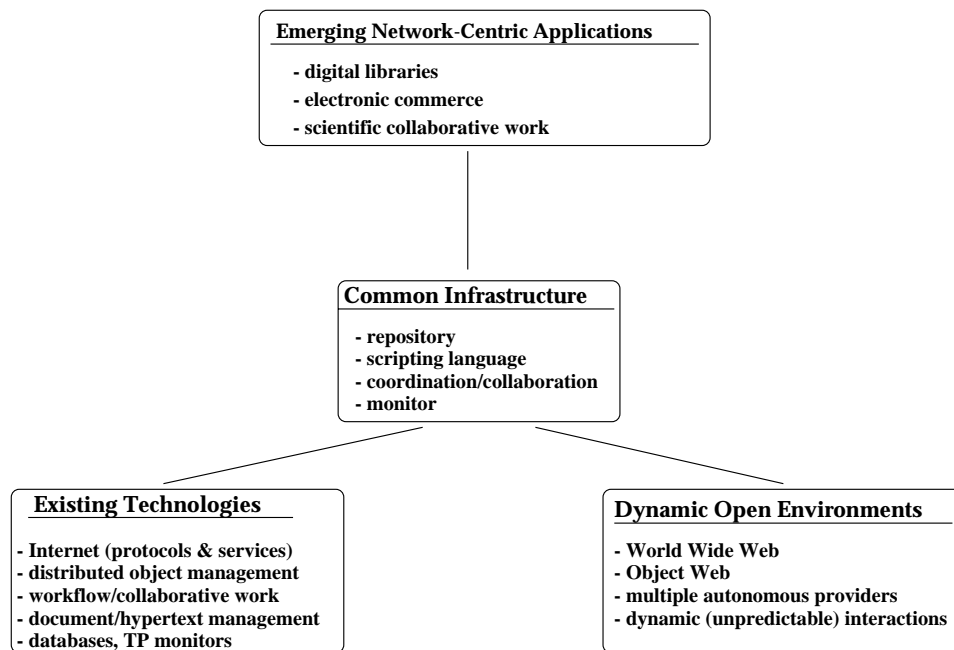 Emerging Network-Centric Applications
- digital libraries
- electronic commerce
- scientific collaborative work
Common Infrastructure
- repository
- scripting language
- coordination/collaboration
- monitor
Existing Technologies
- Internet (protocols & services)
- distributed object management
- workflow/collaborative work
- document/hypertext management
- databases, TP monitors
Dynamic Open Environments
- World Wide Web
- Object Web
- multiple autonomous providers
- dynamic (unpredictable) interactions